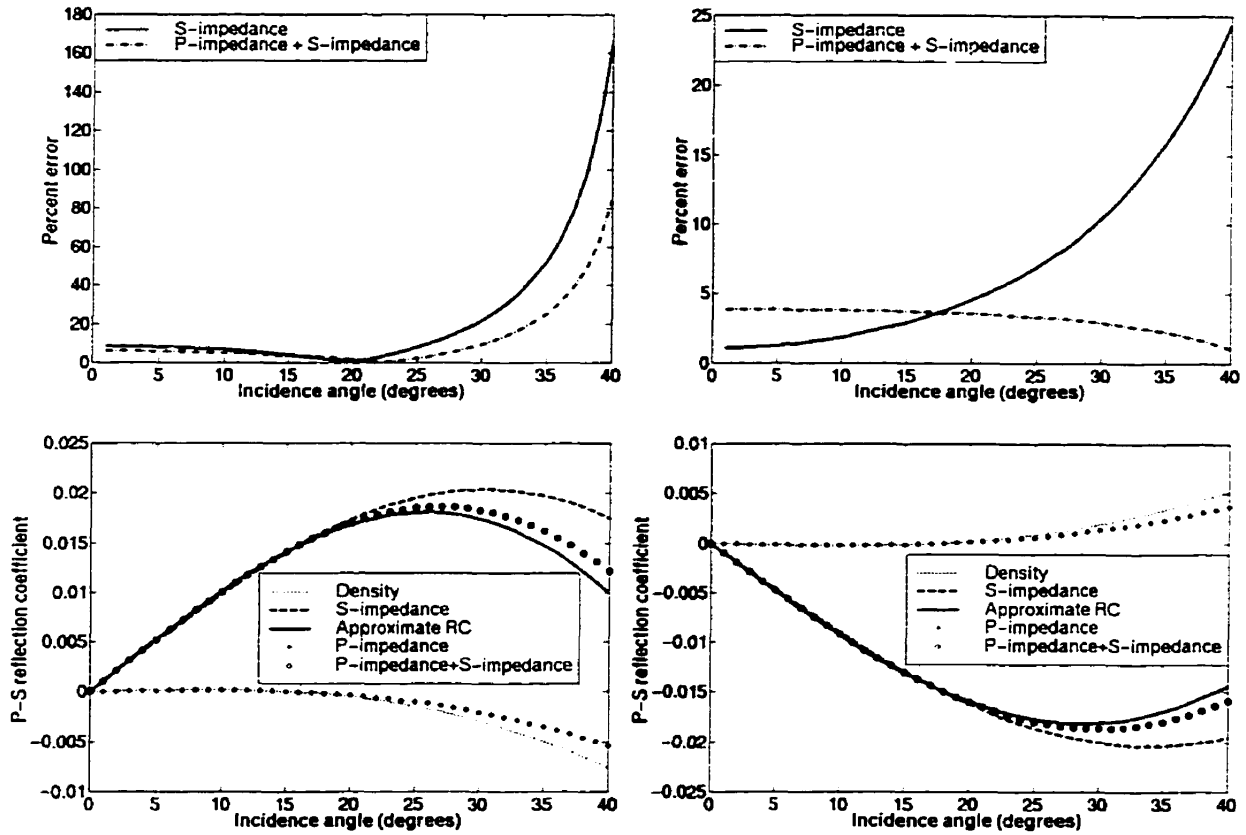 S-impedance
P-impedance + S-impedance
Percent error
180
160
140
120
100
80
60
40
20
0
0 5 10 15 20 25 30 35 40
Incidence angle (degrees)
S-impedance
P-impedance + S-impedance
Percent error
25
20
15
10
5
0
0 5 10 15 20 25 30 35 40
Incidence angle (degrees)
P-S reflection coefficient
0.025
0.02
0.015
0.01
0.005
0
-0.005
-0.01
Density
S-impedance
Approximate RC
P-impedance
P-impedance+S-impedance
0 5 10 15 20 25 30 35 40
Incidence angle (degrees)
P-S reflection coefficient
0.01
0.005
0
-0.005
-0.01
-0.015
-0.02
-0.025
Density
S-impedance
Approximate RC
P-impedance
P-impedance+S-impedance
0 5 10 15 20 25 30 35 40
Incidence angle (degrees)